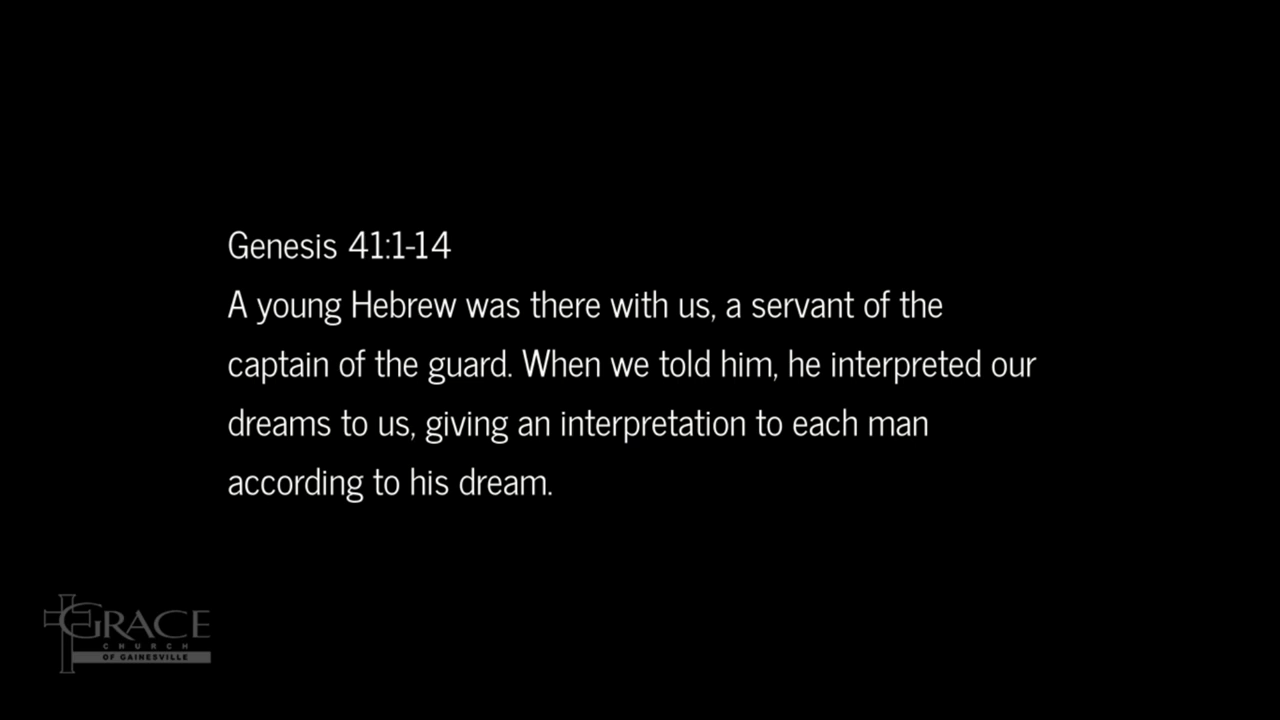 Genesis 41:1-14
A young Hebrew was there with us, a servant of the
captain of the guard. When we told him, he interpreted our
dreams to us, giving an interpretation to each man
according to his dream.
GRACE
CHURCH
OF GAINESVILLE